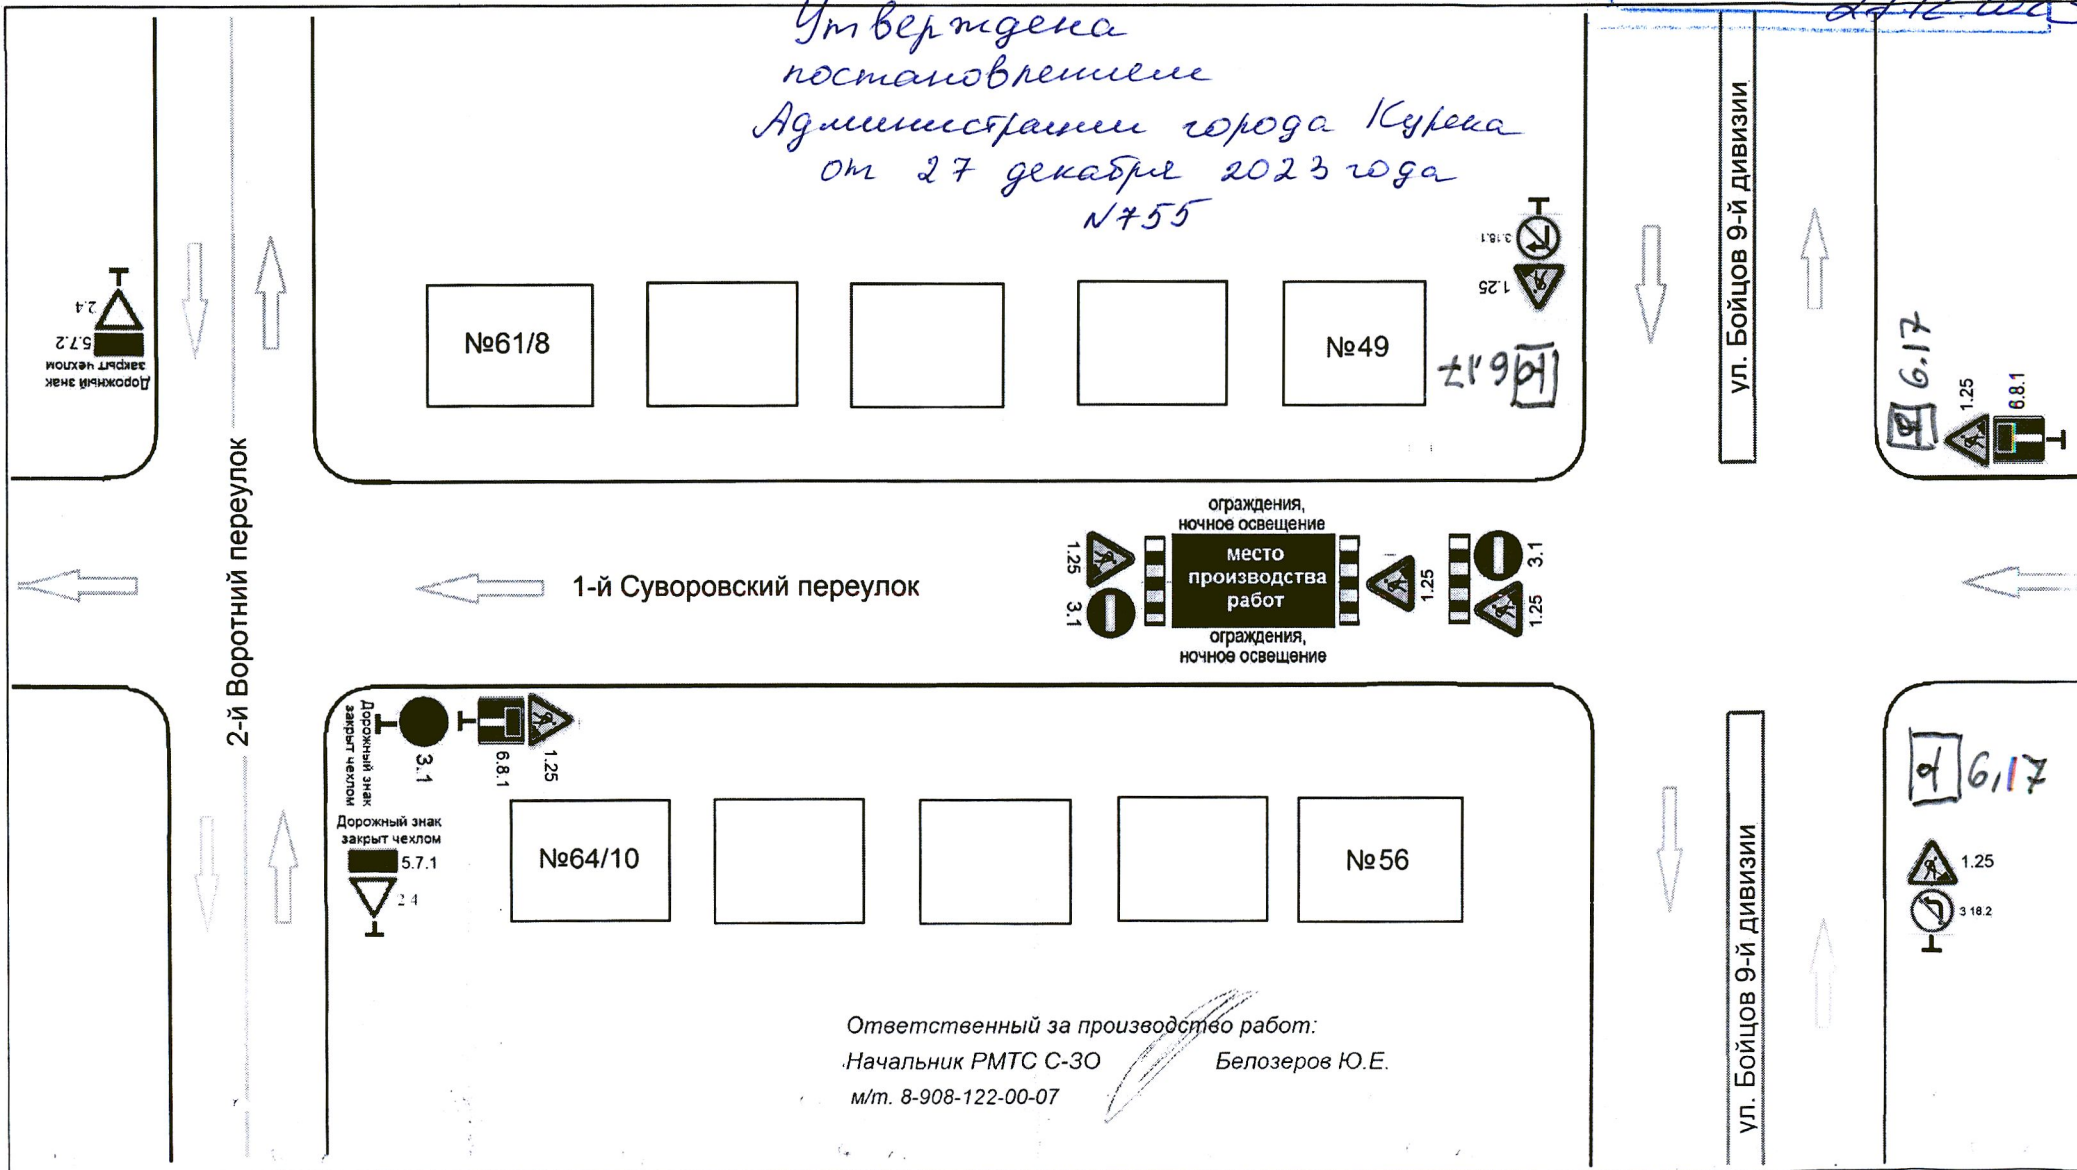 Утверждена
постановлением
Администрации города Курска
от 27 декабря 2023 года
N755
2.4
5.7.2
Дорожный знак
закрыт чехлом
2-й Воротний переулок
№61/8
№49
3.18.1
1.25
6.17
ул. Бойцов 9-й дивизии
6.17
1.25
6.8.1
1-й Суворовский переулок
1.25
3.1
ограждения,
ночное освещение
место
производства
работ
ограждения,
ночное освещение
1.25
3.1
1.25
Дорожный знак
закрыт чехлом
3.1
6.8.1
1.25
Дорожный знак
закрыт чехлом
5.7.1
2.4
№64/10
№56
ул. Бойцов 9-й дивизии
6.17
1.25
3 18.2
Ответственный за производство работ:
Начальник РМТС С-ЗО Белозеров Ю.Е.
м/т. 8-908-122-00-07